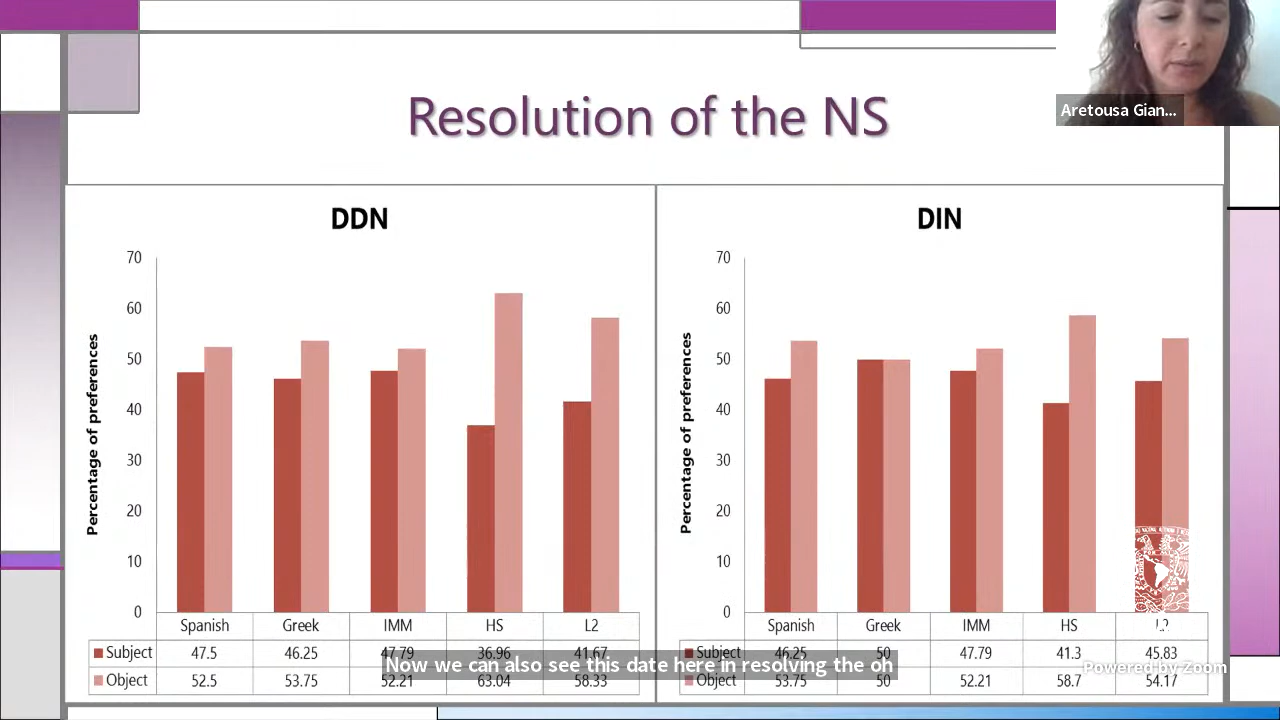 Aretousa Gian...
Resolution of the NS
DDN
70
60
50
40
30
20
10
0
Percentage of preferences
Spanish Greek IMM HS L2
Subject 47.5 46.25 47.79 36.96 41.67
Object 52.5 53.75 52.21 63.04 58.33
DIN
70
60
50
40
30
20
10
0
Percentage of preferences
Spanish Greek IMM HS L2
Subject 46.25 50 47.79 41.3 45.83
Object 53.75 50 52.21 58.7 54.17
Now we can also see this date here in resolving the oh
Powered by Zoom